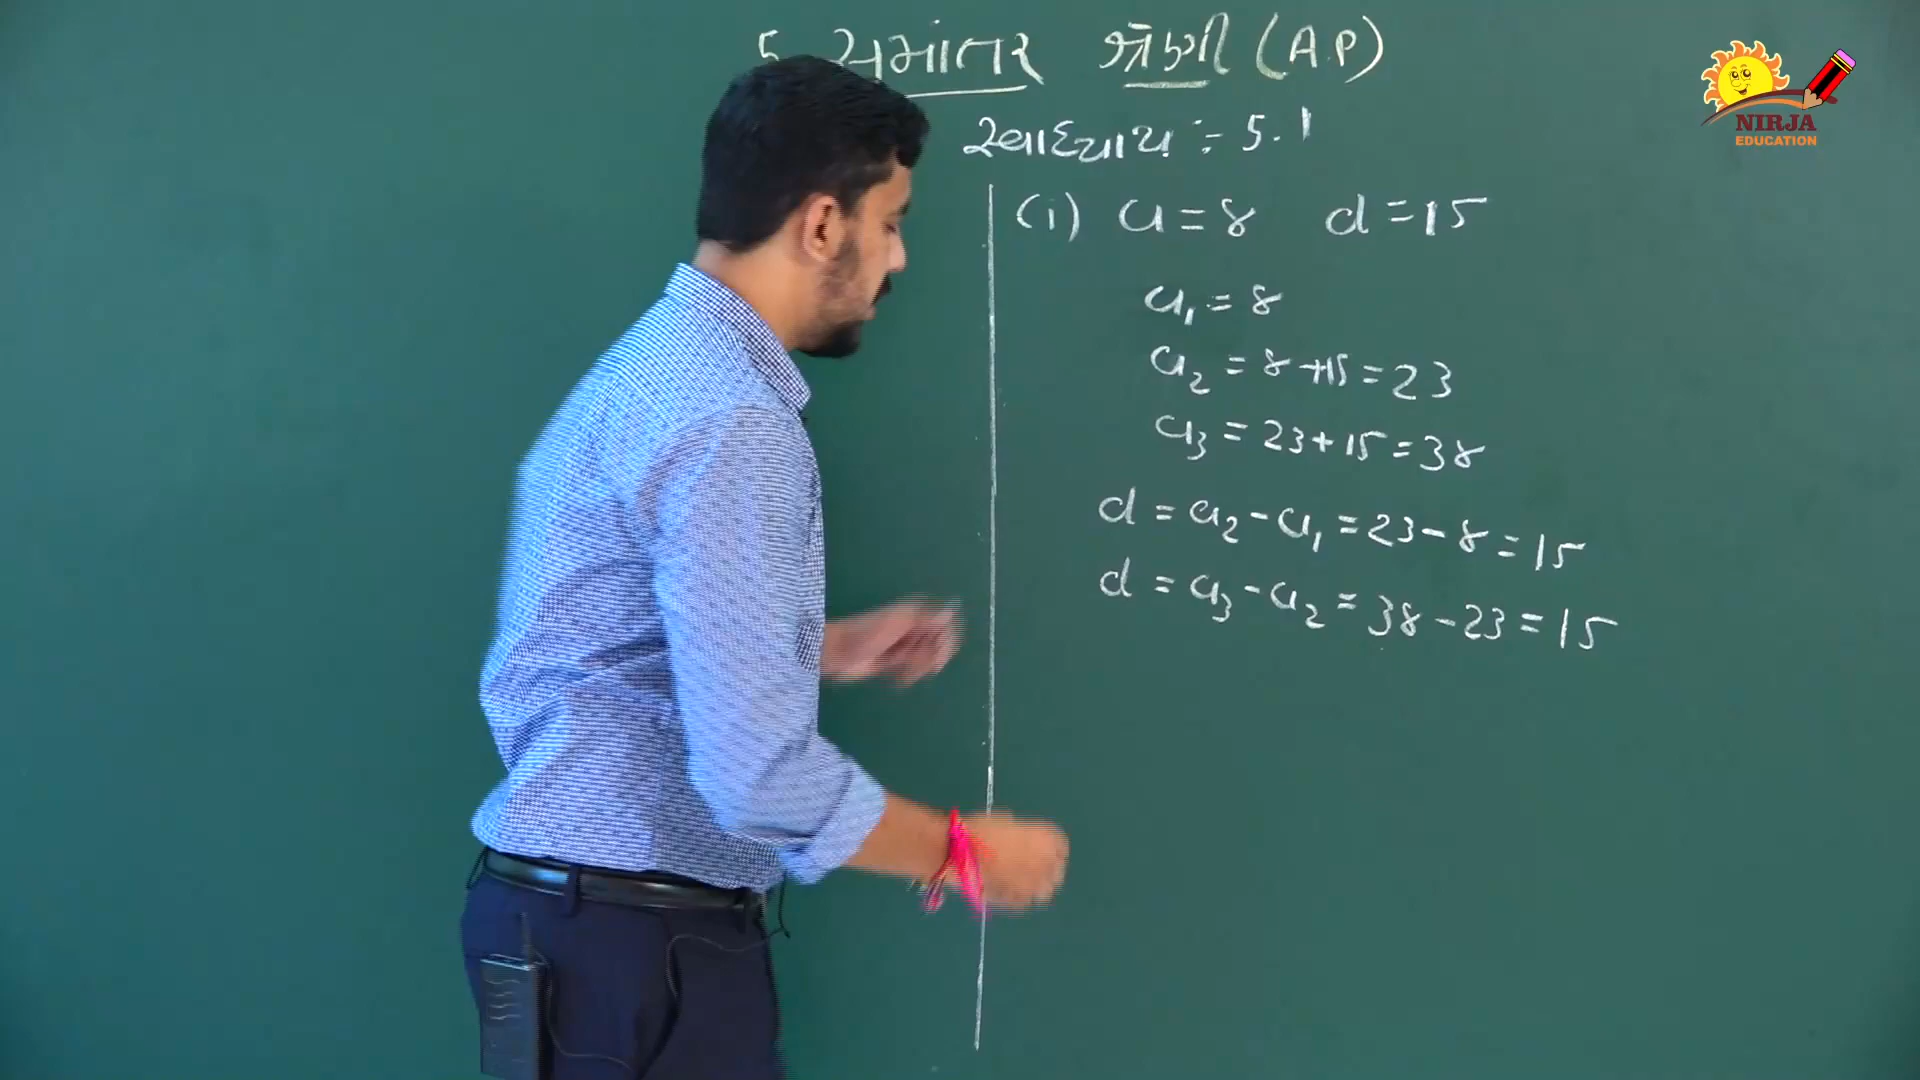 5 સમાંતર શ્રેણી (A.P)
સ્વાધ્યાય :- 5.1
(i) a = 8 d = 15
a₁ = 8
a₂ = 8 + 15 = 23
a₃ = 23 + 15 = 38
d = a₂ - a₁ = 23 - 8 = 15
d = a₃ - a₂ = 38 - 23 = 15
NIRJA
EDUCATION